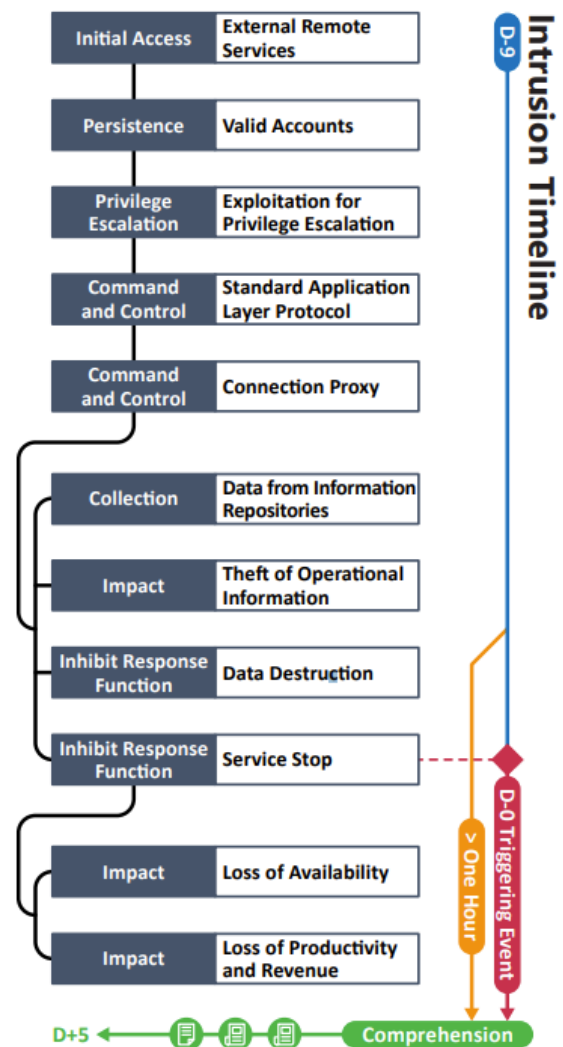 Intrusion Timeline
D-9
Initial Access
External Remote
Services
Persistence
Valid Accounts
Privilege
Escalation
Exploitation for
Privilege Escalation
Command
and Control
Standard Application
Layer Protocol
Command
and Control
Connection Proxy
Collection
Data from Information
Repositories
Impact
Theft of Operational
Information
Inhibit Response
Function
Data Destruction
Inhibit Response
Function
Service Stop
D-0 Triggering Event
> One Hour
Impact
Loss of Availability
Impact
Loss of Productivity
and Revenue
D+5
Comprehension